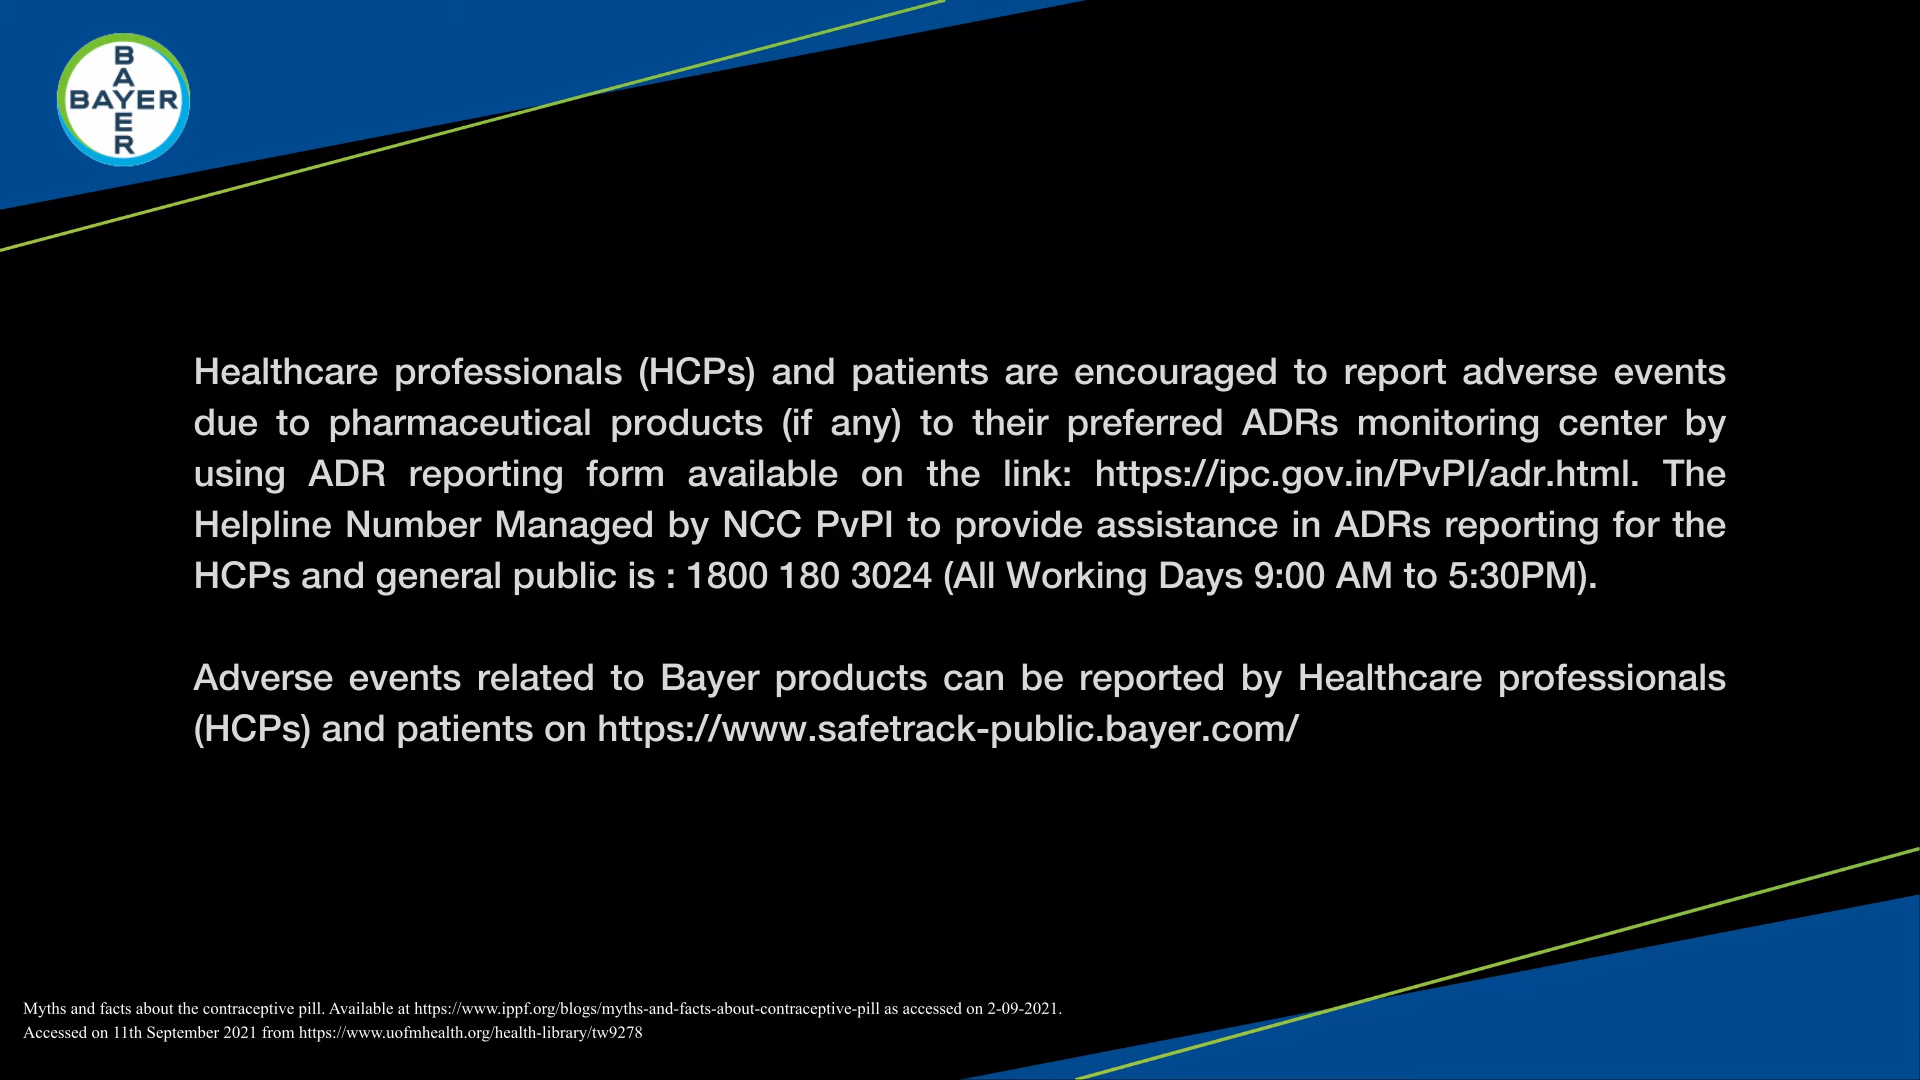 BAYER
BAYER
Healthcare professionals (HCPs) and patients are encouraged to report adverse events
due to pharmaceutical products (if any) to their preferred ADRs monitoring center by
using ADR reporting form available on the link: https://ipc.gov.in/PvPI/adr.html. The
Helpline Number Managed by NCC PvPI to provide assistance in ADRs reporting for the
HCPs and general public is : 1800 180 3024 (All Working Days 9:00 AM to 5:30PM).
Adverse events related to Bayer products can be reported by Healthcare professionals
(HCPs) and patients on https://www.safetrack-public.bayer.com/
Myths and facts about the contraceptive pill. Available at https://www.ippf.org/blogs/myths-and-facts-about-contraceptive-pill as accessed on 2-09-2021.
Accessed on 11th September 2021 from https://www.uofmhealth.org/health-library/tw9278